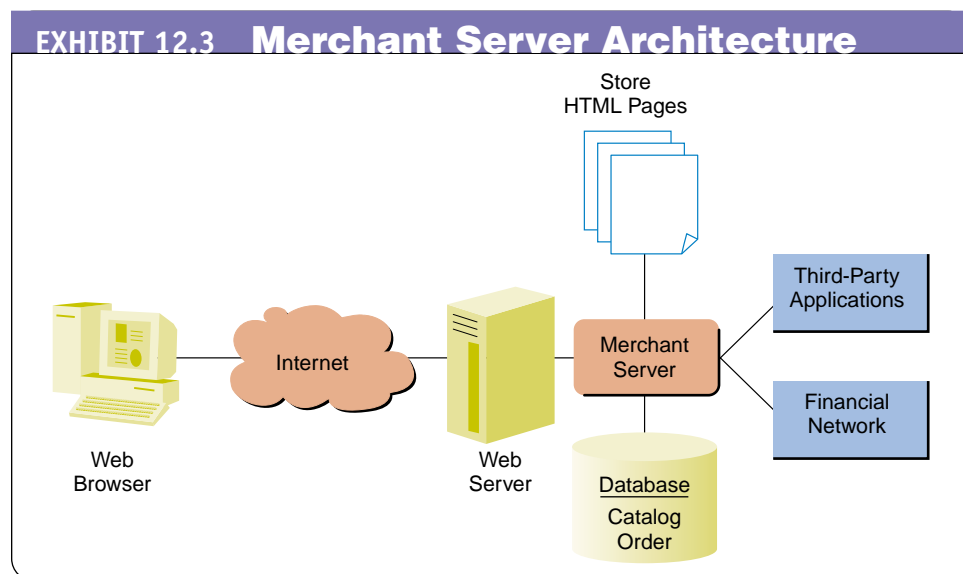 EXHIBIT 12.3 Merchant Server Architecture
Store
HTML Pages
Third-Party
Applications
Internet
Merchant
Server
Financial
Network
Web
Browser
Web
Server
Database
Catalog
Order